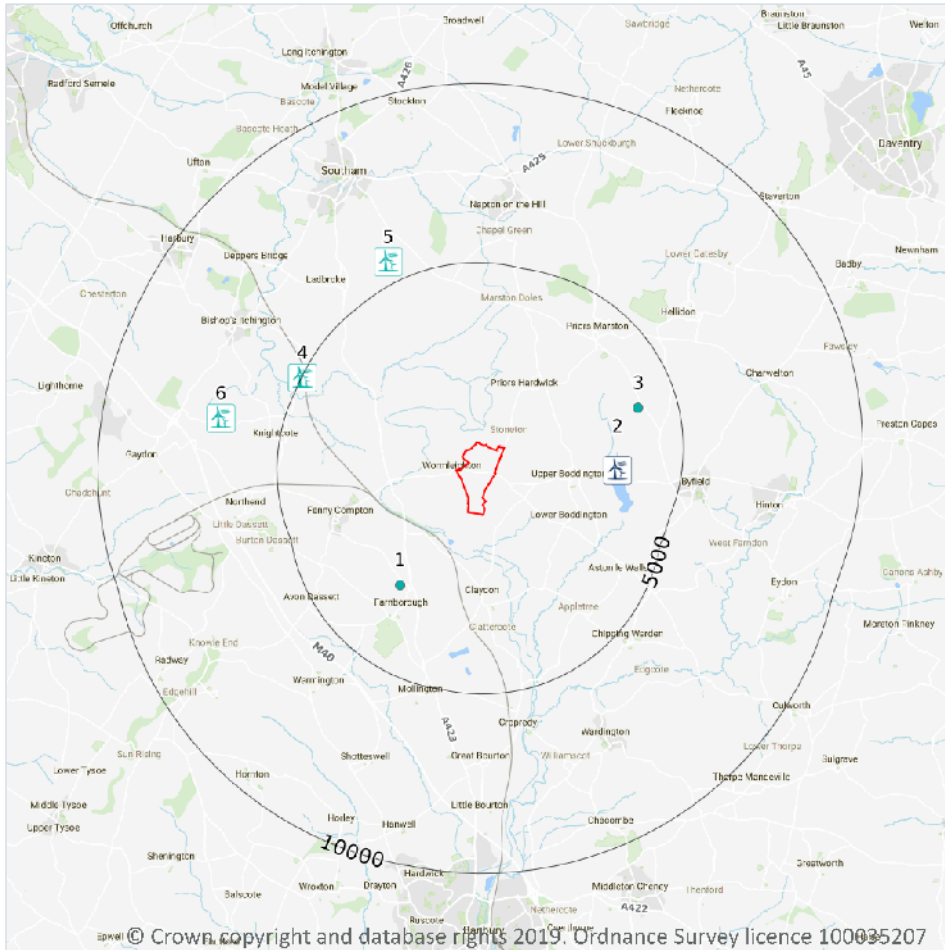 Offchurch
Broadwell
Sawbridge
Braunston
Little Braunston
Welton
Long Itchington
A45
Radford Semele
Model Village
A426
Nethercote
Bascote
Stockton
Flecknoe
Bascote Heath
Lower Shuckburgh
Daventry
Ufton
Southam
A425
Staverton
Napton on the Hill
Chapel Green
5
Harbury
Deppers Bridge
Lower Catesby
Newnham
Badby
Ladbroke
Chesterton
Marston Doles
Hellidon
Bishop's Itchington
Priors Marston
Fawsley
4
Lighthorne
6
Priors Hardwick
3
Charwelton
2
Preston Capes
Knightcote
Stoneton
Gaydon
Wormleighton
Upper Boddington
Byfield
Chadshunt
Northend
Fenny Compton
Hinton
Little Dassett
Lower Boddington
Burton Dassett
West Farndon
5000
Kineton
1
Aston le Walls
Little Kineton
Canons Ashby
Avon Dassett
Claydon
Eydon
Farnborough
Appletree
Clattercote
Moreton Pinkney
Knowle End
M40
Chipping Warden
Radway
Edgcote
Warmington
Edgehill
Mollington
Culworth
A423
Cropredy
Wardington
Sun Rising
Shotteswell
Great Bourton
Williamscot
Lower Thorpe
Sulgrave
Lower Tysoe
Hornton
Thorpe Mandeville
Middle Tysoe
Little Bourton
Upper Tysoe
Horley
Hanwell
Chacombe
10000
Shenington
Greatworth
Hardwick
Wroxton
Drayton
Middleton Cheney
Thenford
Balscote
A422
Ruscote
Nethercote
Banbury
Epwell
© Crown copyright and database rights 2019. Ordnance Survey licence 100065207